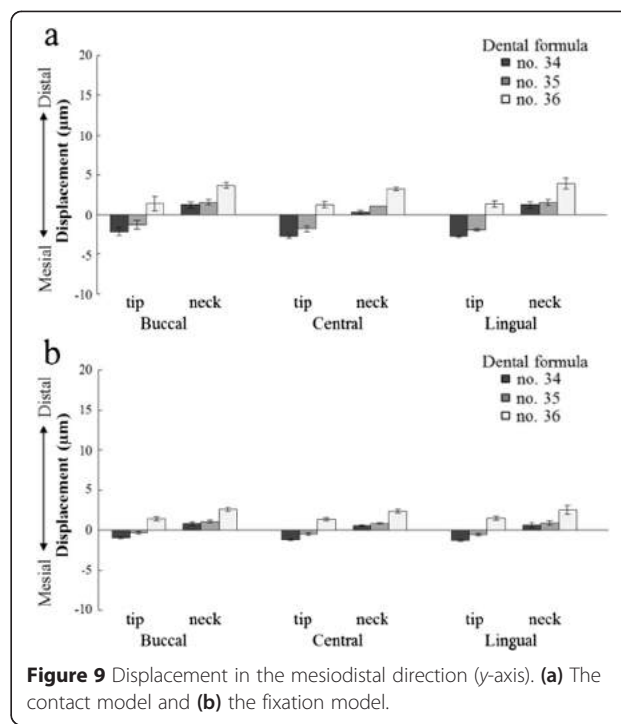 a
20
15
10
5
0
-5
-10
Mesial Distal
Displacement (μm)
Dental formula
no. 34
no. 35
no. 36
tip neck tip neck tip neck
Buccal Central Lingual
b
20
15
10
5
0
-5
-10
Mesial Distal
Displacement (μm)
Dental formula
no. 34
no. 35
no. 36
tip neck tip neck tip neck
Buccal Central Lingual
Figure 9 Displacement in the mesiodistal direction (y-axis). (a) The
contact model and (b) the fixation model.